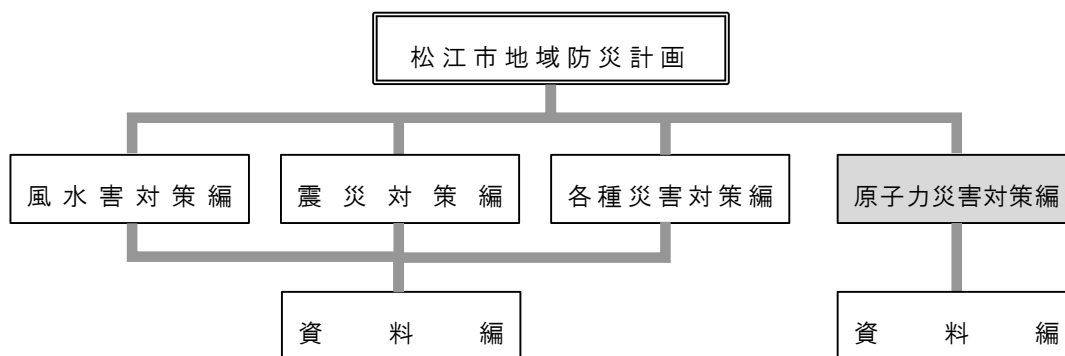 松江市地域防災計画
風水害対策編
震災対策編
各種災害対策編
原子力災害対策編
資料編
資料編